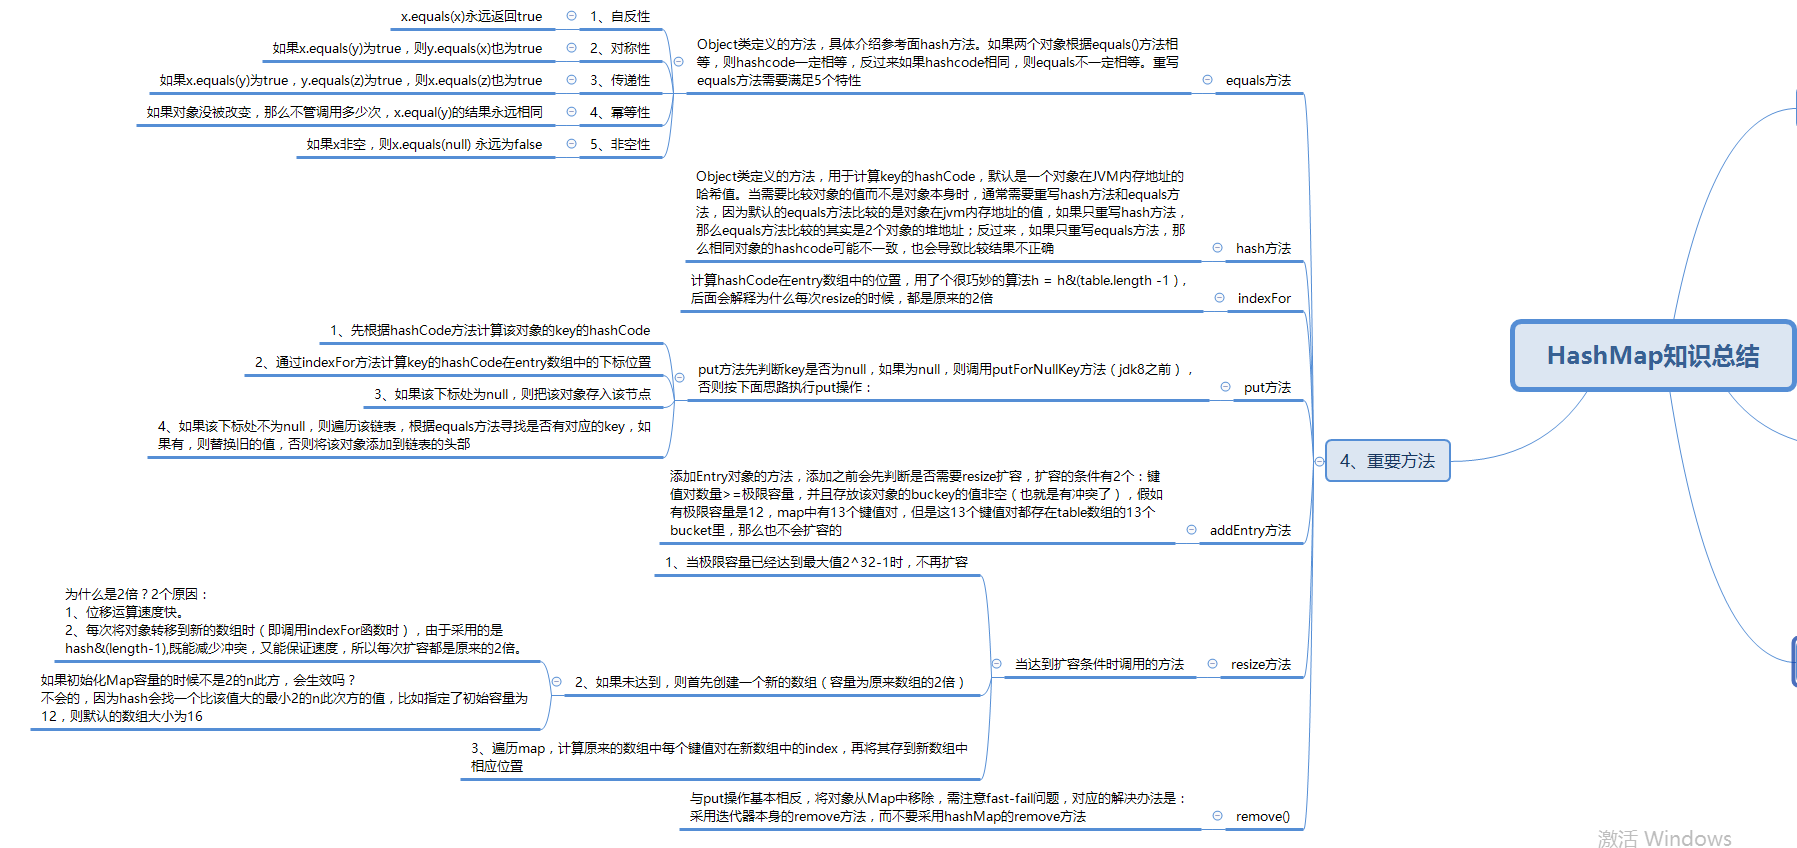 HashMap知识总结
4、重要方法
equals方法
Object类定义的方法，具体介绍参考面hash方法。如果两个对象根据equals()方法相
等，则hashcode一定相等，反过来如果hashcode相同，则equals不一定相等。重写
equals方法需要满足5个特性
1、自反性
x.equals(x)永远返回true
2、对称性
如果x.equals(y)为true，则y.equals(x)也为true
3、传递性
如果x.equals(y)为true，y.equals(z)为true，则x.equals(z)也为true
4、幂等性
如果对象没被改变，那么不管调用多少次，x.equal(y)的结果永远相同
5、非空性
如果x非空，则x.equals(null) 永远为false
hash方法
Object类定义的方法，用于计算key的hashCode，默认是一个对象在JVM内存地址的
哈希值。当需要比较对象的值而不是对象本身时，通常需要重写hash方法和equals方
法，因为默认的equals方法比较的是对象在jvm内存地址的值，如果只重写hash方法，
那么equals方法比较的其实是2个对象的堆地址；反过来，如果只重写equals方法，那
么相同对象的hashcode可能不一致，也会导致比较结果不正确
indexFor
计算hashCode在entry数组中的位置，用了个很巧妙的算法h = h&(table.length -1 )，
后面会解释为什么每次resize的时候，都是原来的2倍
put方法
put方法先判断key是否为null，如果为null，则调用putForNullKey方法（jdk8之前），
否则按下面思路执行put操作：
1、先根据hashCode方法计算该对象的key的hashCode
2、通过indexFor方法计算key的hashCode在entry数组中的下标位置
3、如果该下标处为null，则把该对象存入该节点
4、如果该下标处不为null，则遍历该链表，根据equals方法寻找是否有对应的key，如
果有，则替换旧的值，否则将该对象添加到链表的头部
addEntry方法
添加Entry对象的方法，添加之前会先判断是否需要resize扩容，扩容的条件有2个：键
值对数量>=极限容量，并且存放该对象的buckey的值非空（也就是有冲突了），假如
有极限容量是12，map中有13个键值对，但是这13个键值对都存在table数组的13个
bucket里，那么也不会扩容的
resize方法
当达到扩容条件时调用的方法
1、当极限容量已经达到最大值2^32-1时，不再扩容
2、如果未达到，则首先创建一个新的数组（容量为原来数组的2倍）
为什么是2倍？2个原因：
1、位移运算速度快。
2、每次将对象转移到新的数组时（即调用indexFor函数时），由于采用的是
hash&(length-1),既能减少冲突，又能保证速度，所以每次扩容都是原来的2倍。
如果初始化Map容量的时候不是2的n此方，会生效吗？
不会的，因为hash会找一个比该值大的最小2的n此次方的值，比如指定了初始容量为
12，则默认的数组大小为16
3、遍历map，计算原来的数组中每个键值对在新数组中的index，再将其存到新数组中
相应位置
remove()
与put操作基本相反，将对象从Map中移除，需注意fast-fail问题，对应的解决办法是：
采用迭代器本身的remove方法，而不要采用hashMap的remove方法
激活 Windows